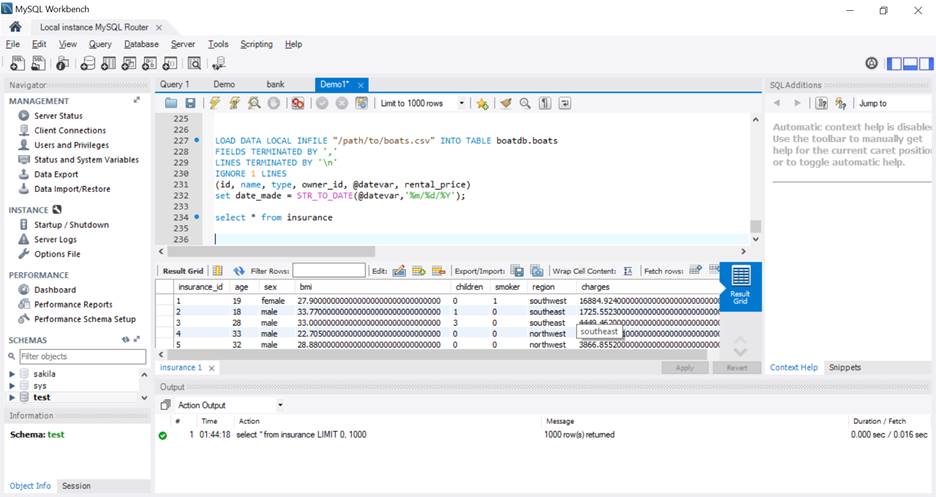 MySQL Workbench
Local instance MySQL Router
File Edit View Query Database Server Tools Scripting Help
Navigator
MANAGEMENT
Server Status
Client Connections
Users and Privileges
Status and System Variables
Data Export
Data Import/Restore
INSTANCE
Startup / Shutdown
Server Logs
Options File
PERFORMANCE
Dashboard
Performance Reports
Performance Schema Setup
SCHEMAS
Filter objects
sakila
sys
test
Information
Schema: test
Object Info Session
Query 1 Demo bank Demo1*
Limit to 1000 rows
225
226
227 LOAD DATA LOCAL INFILE "/path/to/boats.csv" INTO TABLE boatdb.boats
228 FIELDS TERMINATED BY ','
229 LINES TERMINATED BY '\n'
230 IGNORE 1 LINES
231 (id, name, type, owner_id, @datevar, rental_price)
232 set date_made = STR_TO_DATE(@datevar,'%m/%d/%Y');
233
234 select * from insurance
235
236
Result Grid Filter Rows: Edit: Export/Import: Wrap Cell Content: Fetch rows:
insurance_id age sex bmi children smoker region charges
1 19 female 27.900000000000000000000000000000 0 1 southwest 16884.92400000000000000000000000
2 18 male 33.770000000000000000000000000000 1 0 southeast 1725.552300000000000000000000000
3 28 male 33.000000000000000000000000000000 3 0 southeast
4 33 male 22.705000000000000000000000000000 0 0 northwest
5 32 male 28.880000000000000000000000000000 0 0 northwest 3866.855200000000000000000000000
southeast
Result Grid
insurance 1
Apply Revert
Output
Action Output
# Time Action Message Duration / Fetch
1 01:44:18 select * from insurance LIMIT 0, 1000 1000 row(s) returned 0.000 sec / 0.016 sec
SQLAdditions
Jump to
Automatic context help is disabled
Use the toolbar to manually get
help for the current caret position
or to toggle automatic help.
Context Help Snippets